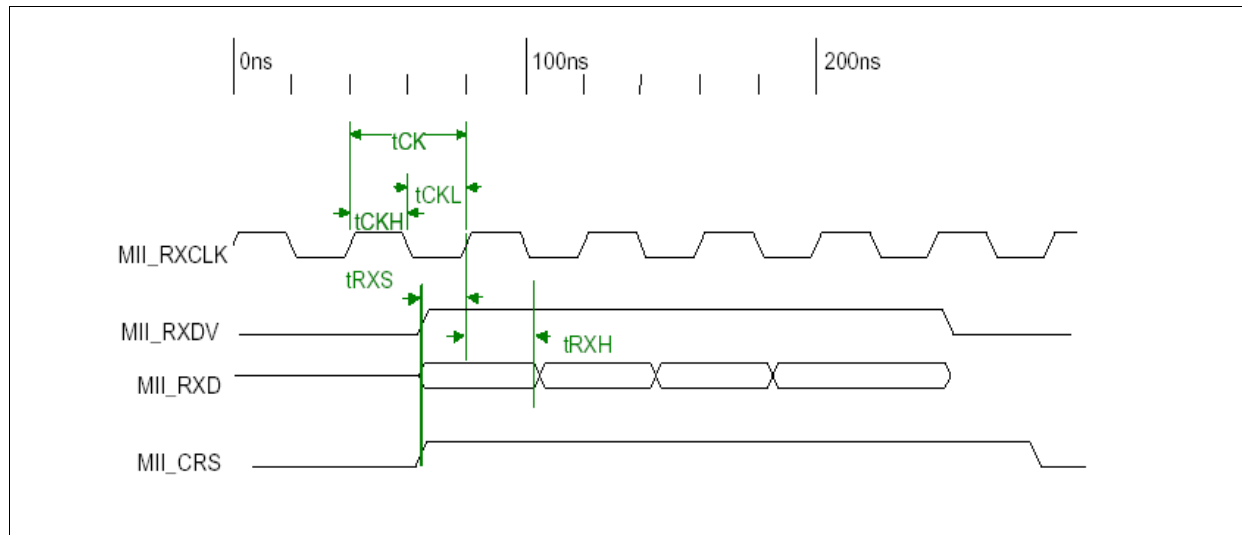 0ns 100ns 200ns
tCK
tCKL
tCKH
MII_RXCLK
tRXS
MII_RXDV
tRXH
MII_RXD
MII_CRS